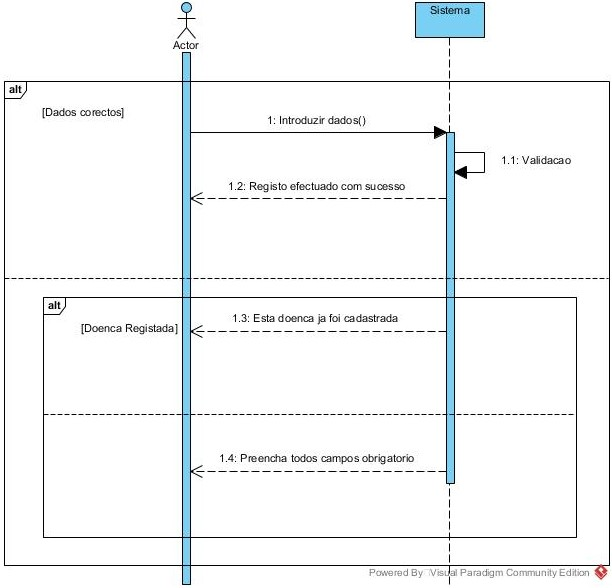 Actor
Sistema
alt
[Dados corectos]
1: Introduzir dados()
1.1: Validacao
1.2: Registo efectuado com sucesso
alt
[Doenca Registada]
1.3: Esta doenca ja foi cadastrada
1.4: Preencha todos campos obrigatorio
Powered By Visual Paradigm Community Edition